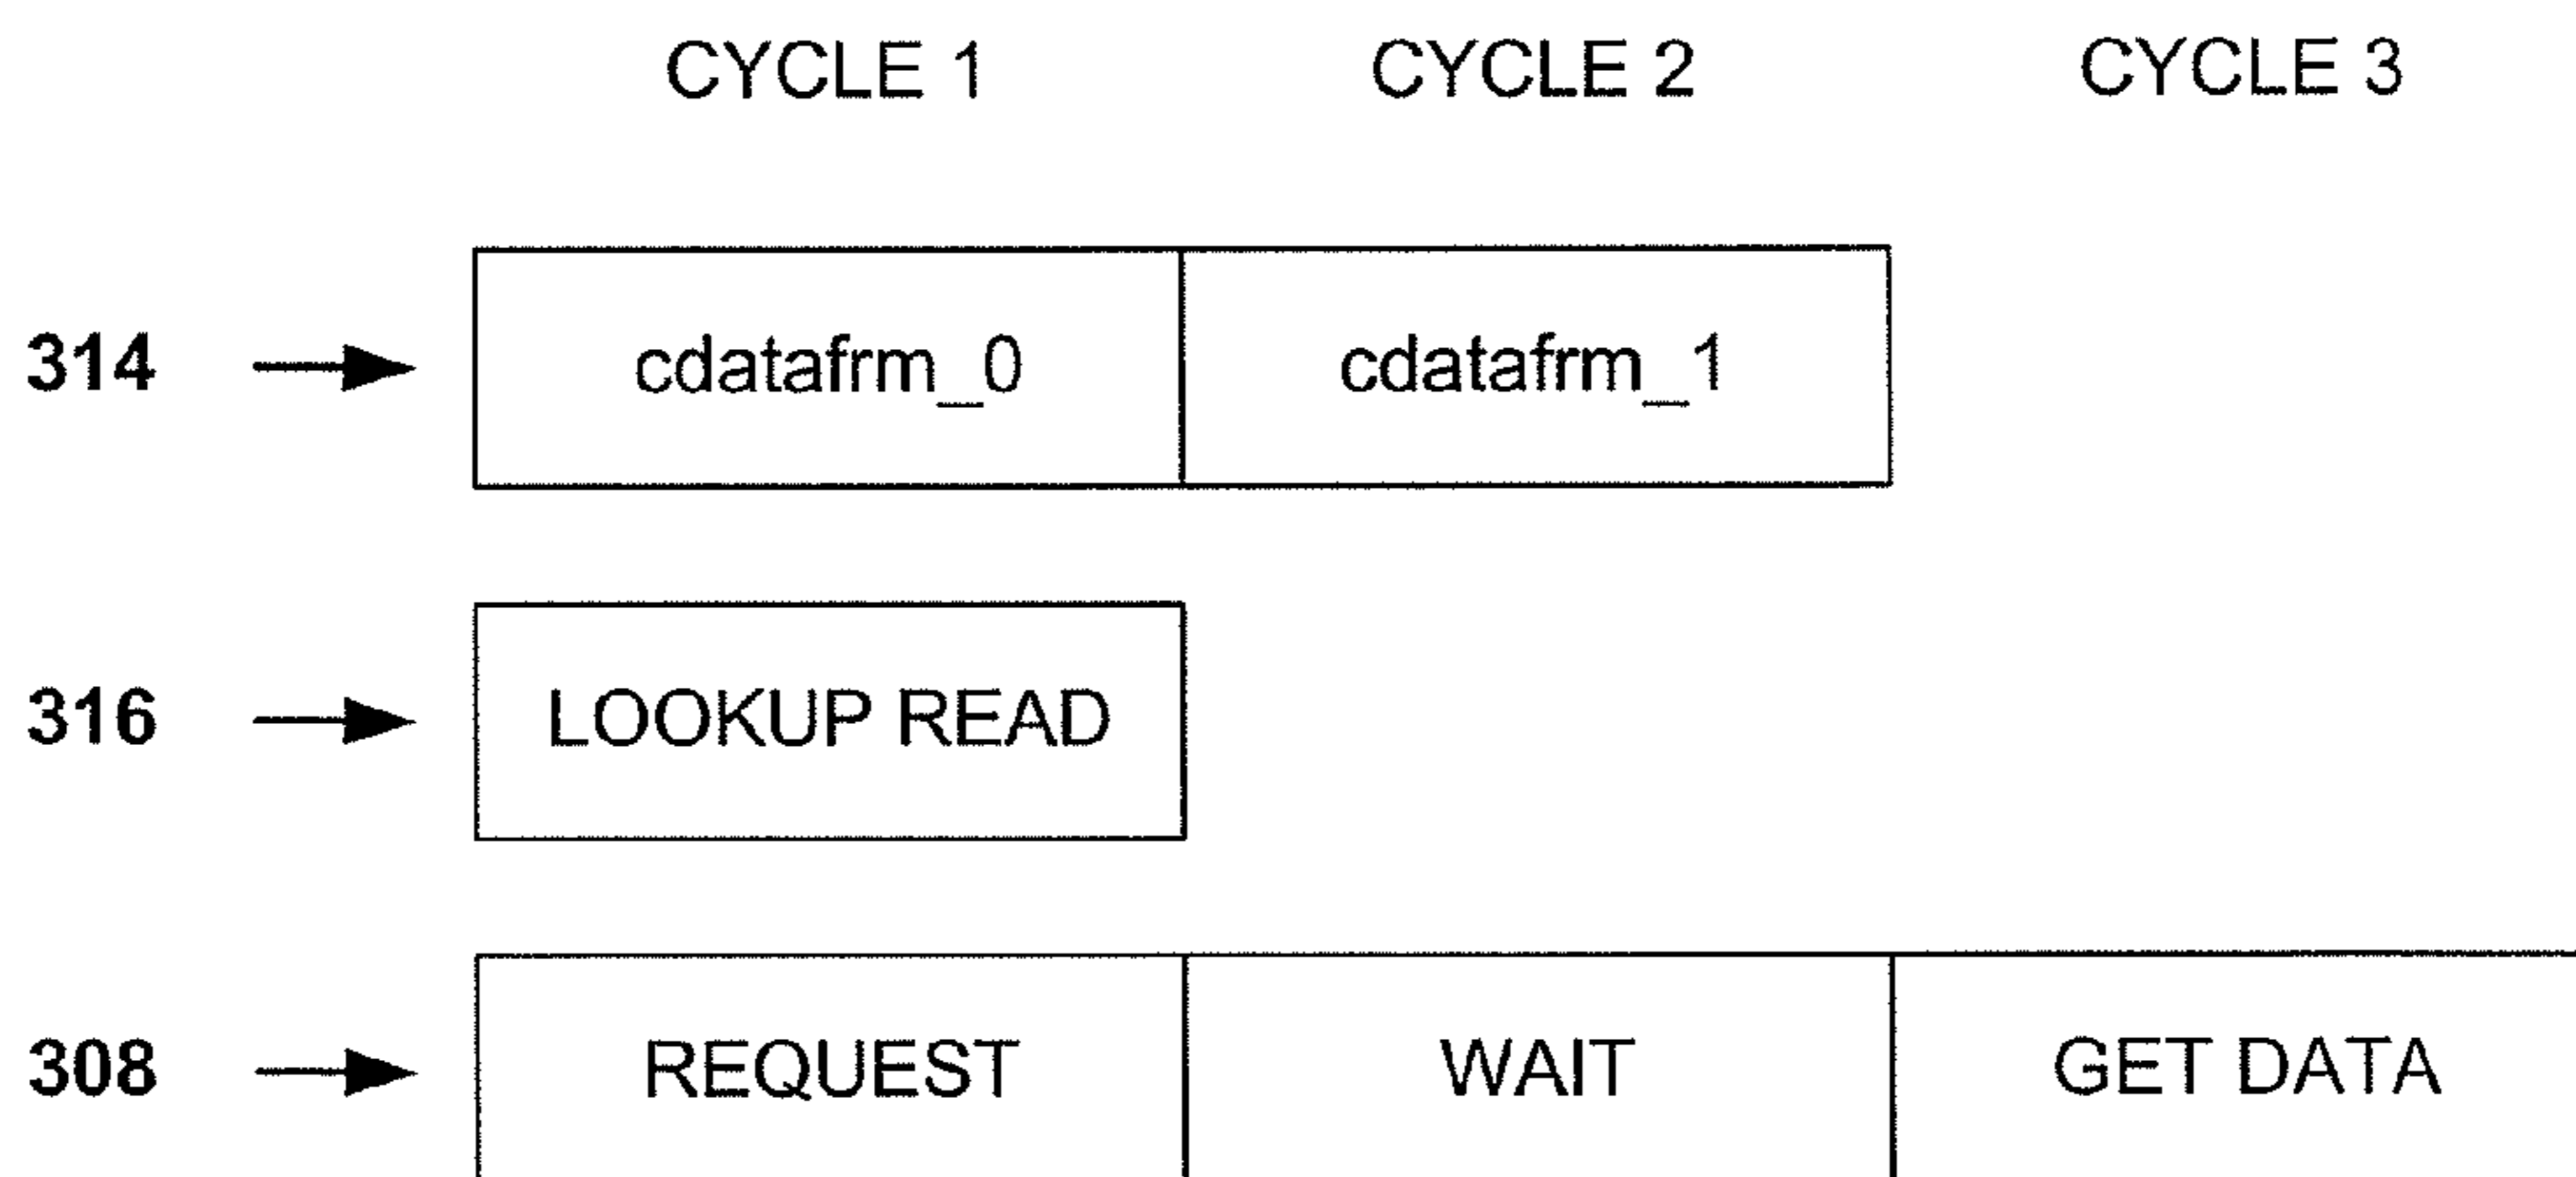 CYCLE 1 CYCLE 2 CYCLE 3
314 cdatafrm_0 cdatafrm_1
316 LOOKUP READ
308 REQUEST WAIT GET DATA